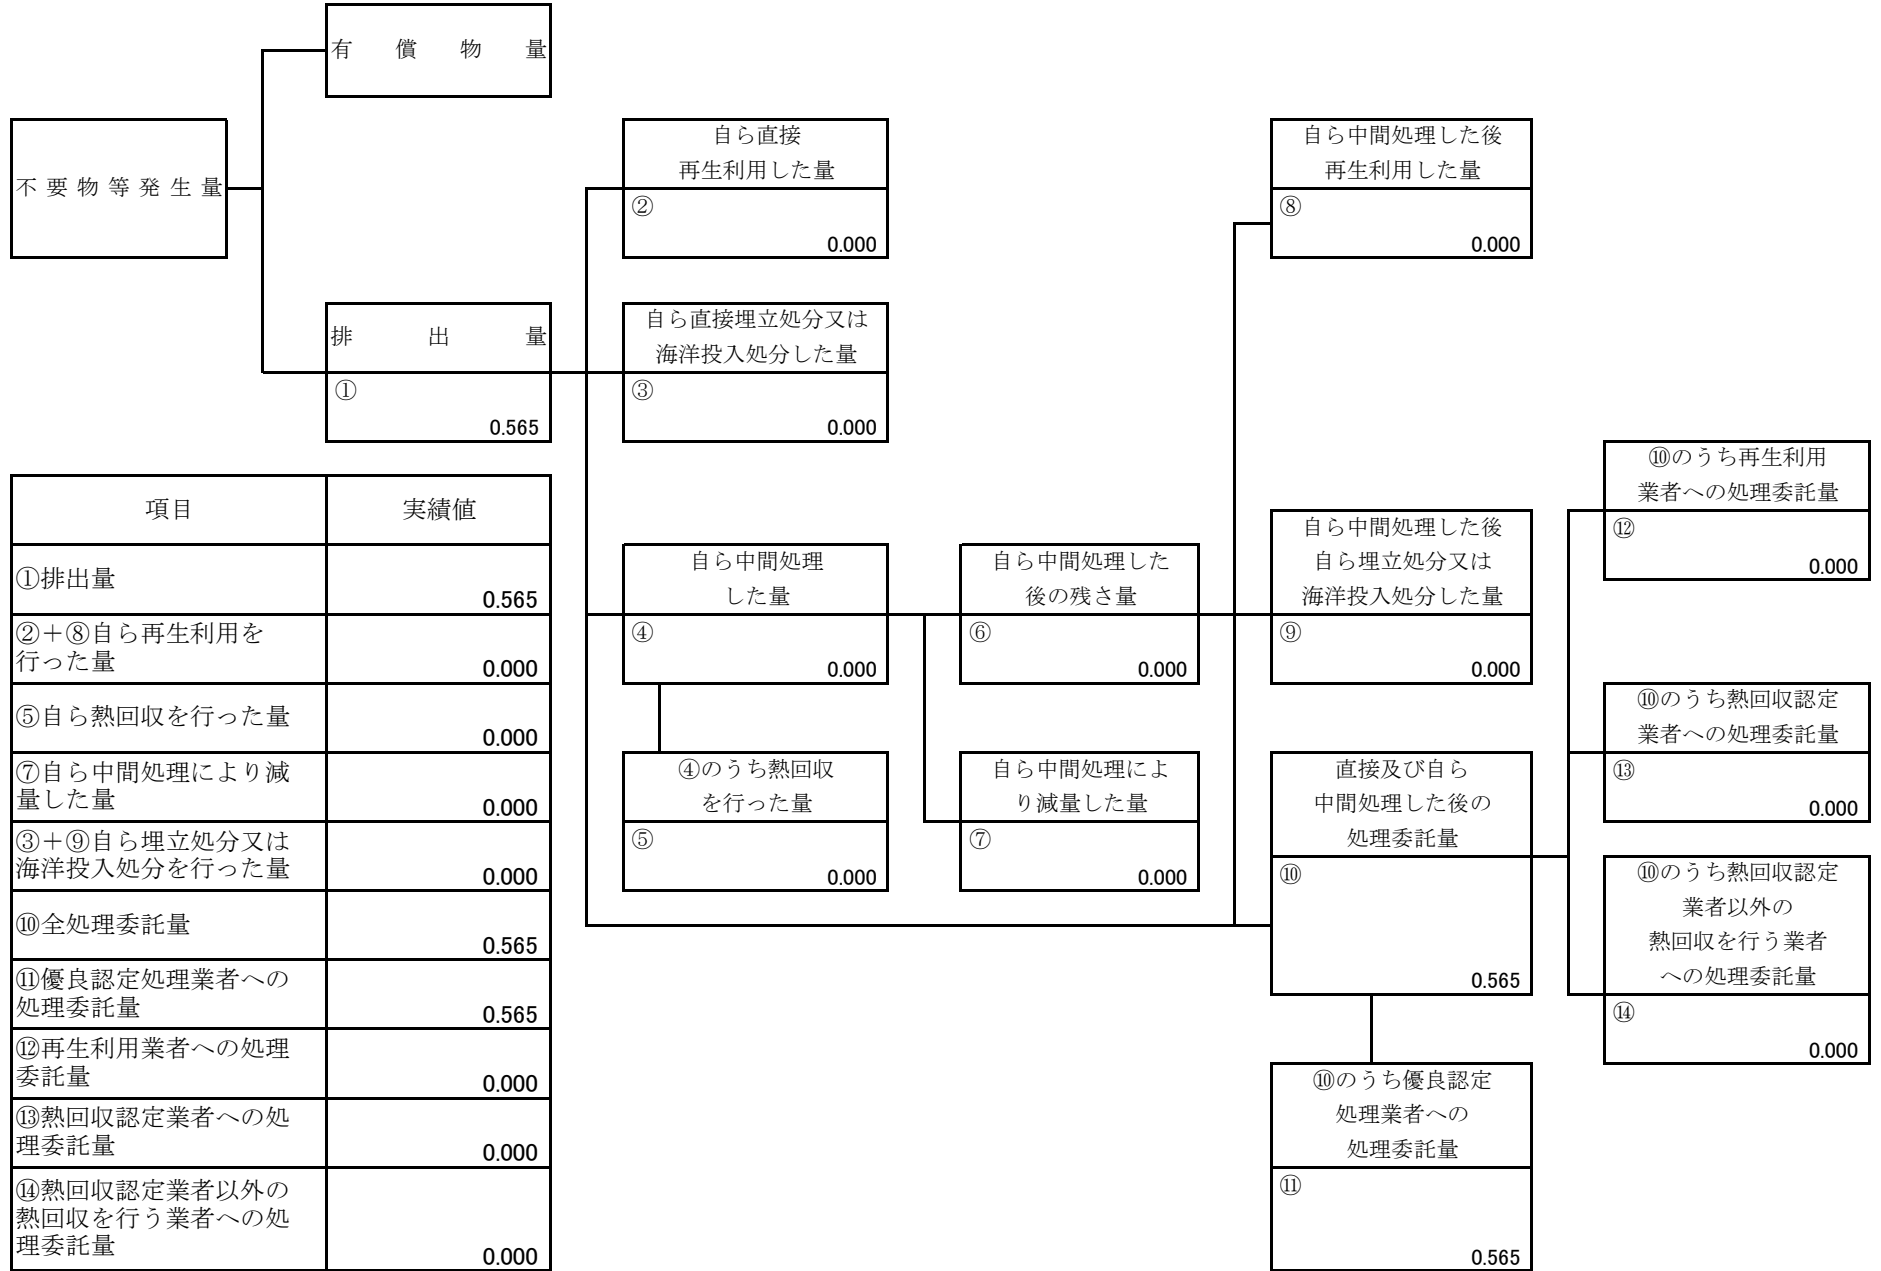 有償物量
不要物等発生量
排出量
①
0.565
自ら直接
再生利用した量
②
0.000
自ら直接埋立処分又は
海洋投入処分した量
③
0.000
自ら中間処理
した量
④
0.000
④のうち熱回収
を行った量
⑤
0.000
自ら中間処理した
後の残さ量
⑥
0.000
自ら中間処理によ
り減量した量
⑦
0.000
自ら中間処理した後
再生利用した量
⑧
0.000
自ら中間処理した後
自ら埋立処分又は
海洋投入処分した量
⑨
0.000
直接及び自ら
中間処理した後の
処理委託量
⑩
0.565
⑩のうち優良認定
処理業者への
処理委託量
⑪
0.565
⑩のうち再生利用
業者への処理委託量
⑫
0.000
⑩のうち熱回収認定
業者への処理委託量
⑬
0.000
⑩のうち熱回収認定
業者以外の
熱回収を行う業者
への処理委託量
⑭
0.000
項目 実績値
①排出量
0.565
②＋⑧自ら再生利用を
行った量
0.000
⑤自ら熱回収を行った量
0.000
⑦自ら中間処理により減
量した量
0.000
③＋⑨自ら埋立処分又は
海洋投入処分を行った量
0.000
⑩全処理委託量
0.565
⑪優良認定処理業者への
処理委託量
0.565
⑫再生利用業者への処理
委託量
0.000
⑬熱回収認定業者への処
理委託量
0.000
⑭熱回収認定業者以外の
熱回収を行う業者への処
理委託量
0.000